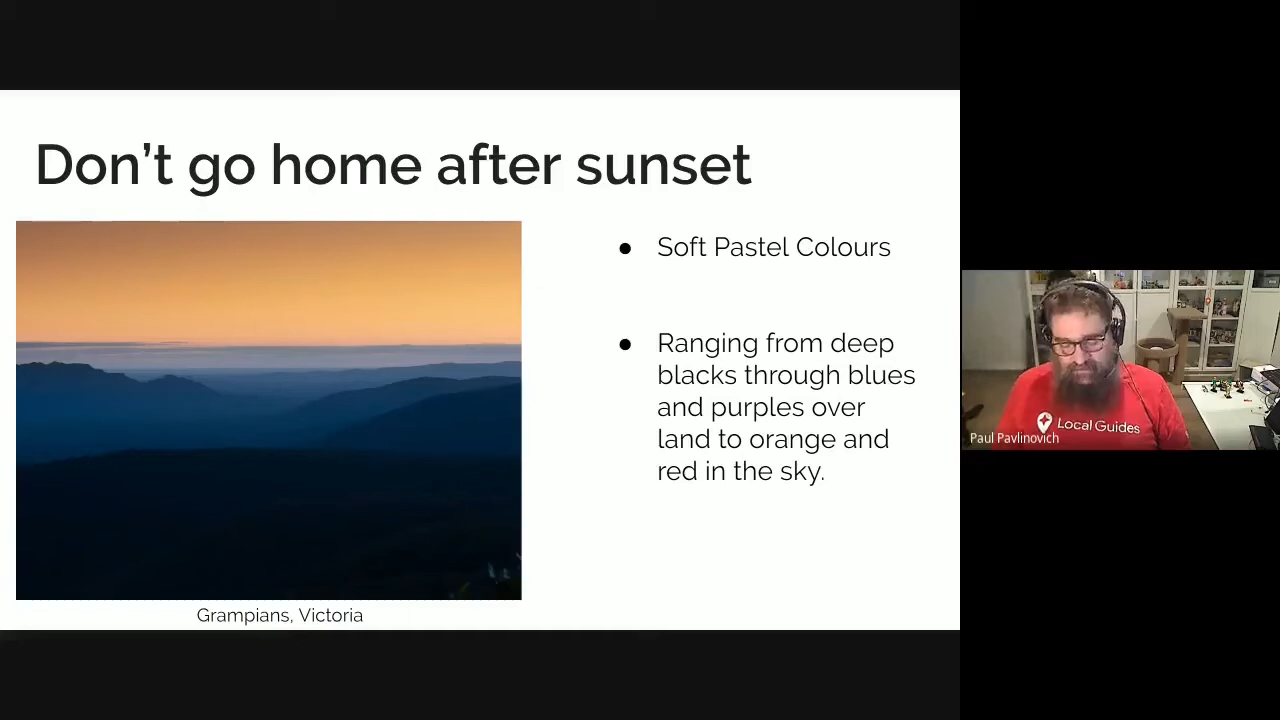 Don’t go home after sunset
● Soft Pastel Colours
● Ranging from deep
blacks through blues
and purples over
land to orange and
red in the sky.
Grampians, Victoria
Local Guides
Paul Pavlinovich